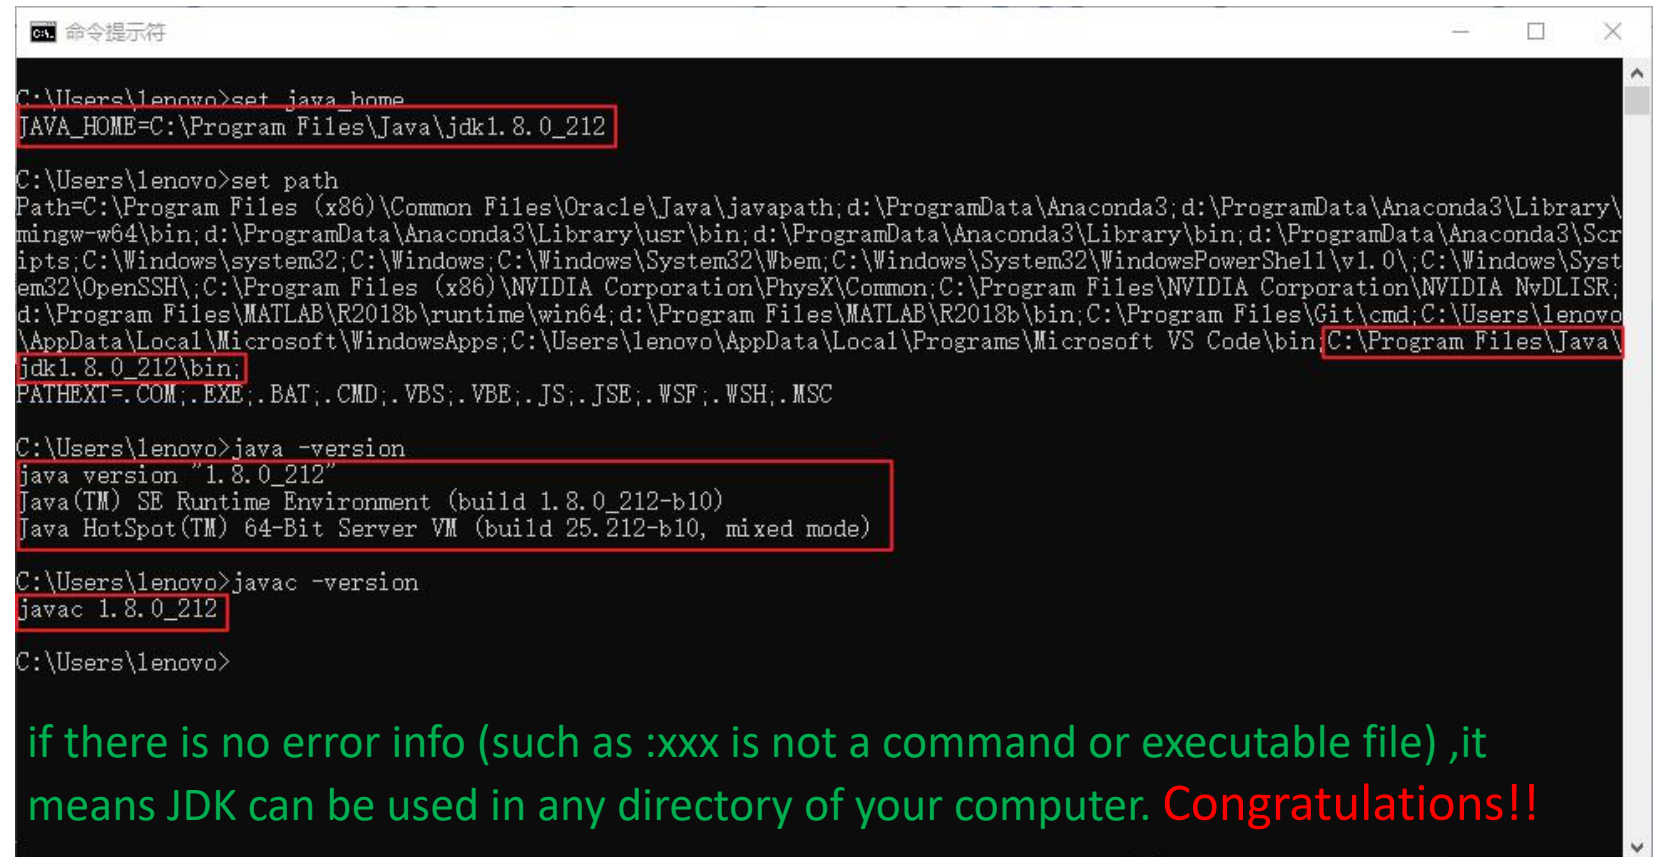 命令提示符
C:\Users\lenovo>set java_home
JAVA_HOME=C:\Program Files\Java\jdk1.8.0_212
C:\Users\lenovo>set path
Path=C:\Program Files (x86)\Common Files\Oracle\Java\javapath;d:\ProgramData\Anaconda3;d:\ProgramData\Anaconda3\Library\
mingw-w64\bin;d:\ProgramData\Anaconda3\Library\usr\bin;d:\ProgramData\Anaconda3\Library\bin;d:\ProgramData\Anaconda3\Scr
ipts;C:\Windows\system32;C:\Windows;C:\Windows\System32\Wbem;C:\Windows\System32\WindowsPowerShell\v1.0\;C:\Windows\Syst
em32\OpenSSH\;C:\Program Files (x86)\NVIDIA Corporation\PhysX\Common;C:\Program Files\NVIDIA Corporation\NVIDIA NvDLISR;
d:\Program Files\MATLAB\R2018b\runtime\win64;d:\Program Files\MATLAB\R2018b\bin;C:\Program Files\Git\cmd;C:\Users\lenovo
\AppData\Local\Microsoft\WindowsApps;C:\Users\lenovo\AppData\Local\Programs\Microsoft VS Code\bin;C:\Program Files\Java\
jdk1.8.0_212\bin;
PATHEXT=.COM;.EXE;.BAT;.CMD;.VBS;.VBE;.JS;.JSE;.WSF;.WSH;.MSC
C:\Users\lenovo>java -version
java version "1.8.0_212"
Java(TM) SE Runtime Environment (build 1.8.0_212-b10)
Java HotSpot(TM) 64-Bit Server VM (build 25.212-b10, mixed mode)
C:\Users\lenovo>javac -version
javac 1.8.0_212
C:\Users\lenovo>
if there is no error info (such as :xxx is not a command or executable file) ,it
means JDK can be used in any directory of your computer. Congratulations!!